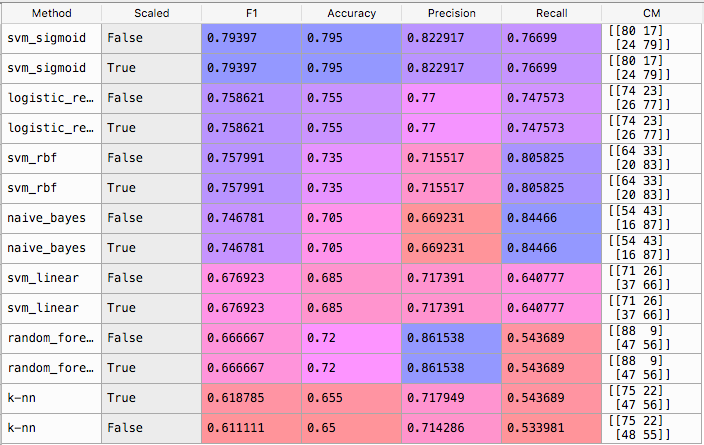 Method Scaled F1 Accuracy Precision Recall CM
svm_sigmoid False 0.79397 0.795 0.822917 0.76699 [[80 17]
[24 79]]
svm_sigmoid True 0.79397 0.795 0.822917 0.76699 [[80 17]
[24 79]]
logistic_re… False 0.758621 0.755 0.77 0.747573 [[74 23]
[26 77]]
logistic_re… True 0.758621 0.755 0.77 0.747573 [[74 23]
[26 77]]
svm_rbf False 0.757991 0.735 0.715517 0.805825 [[64 33]
[20 83]]
svm_rbf True 0.757991 0.735 0.715517 0.805825 [[64 33]
[20 83]]
naive_bayes False 0.746781 0.705 0.669231 0.84466 [[54 43]
[16 87]]
naive_bayes True 0.746781 0.705 0.669231 0.84466 [[54 43]
[16 87]]
svm_linear False 0.676923 0.685 0.717391 0.640777 [[71 26]
[37 66]]
svm_linear True 0.676923 0.685 0.717391 0.640777 [[71 26]
[37 66]]
random_fore… False 0.666667 0.72 0.861538 0.543689 [[88  9]
[47 56]]
random_fore… True 0.666667 0.72 0.861538 0.543689 [[88  9]
[47 56]]
k-nn True 0.618785 0.655 0.717949 0.543689 [[75 22]
[47 56]]
k-nn False 0.611111 0.65 0.714286 0.533981 [[75 22]
[48 55]]